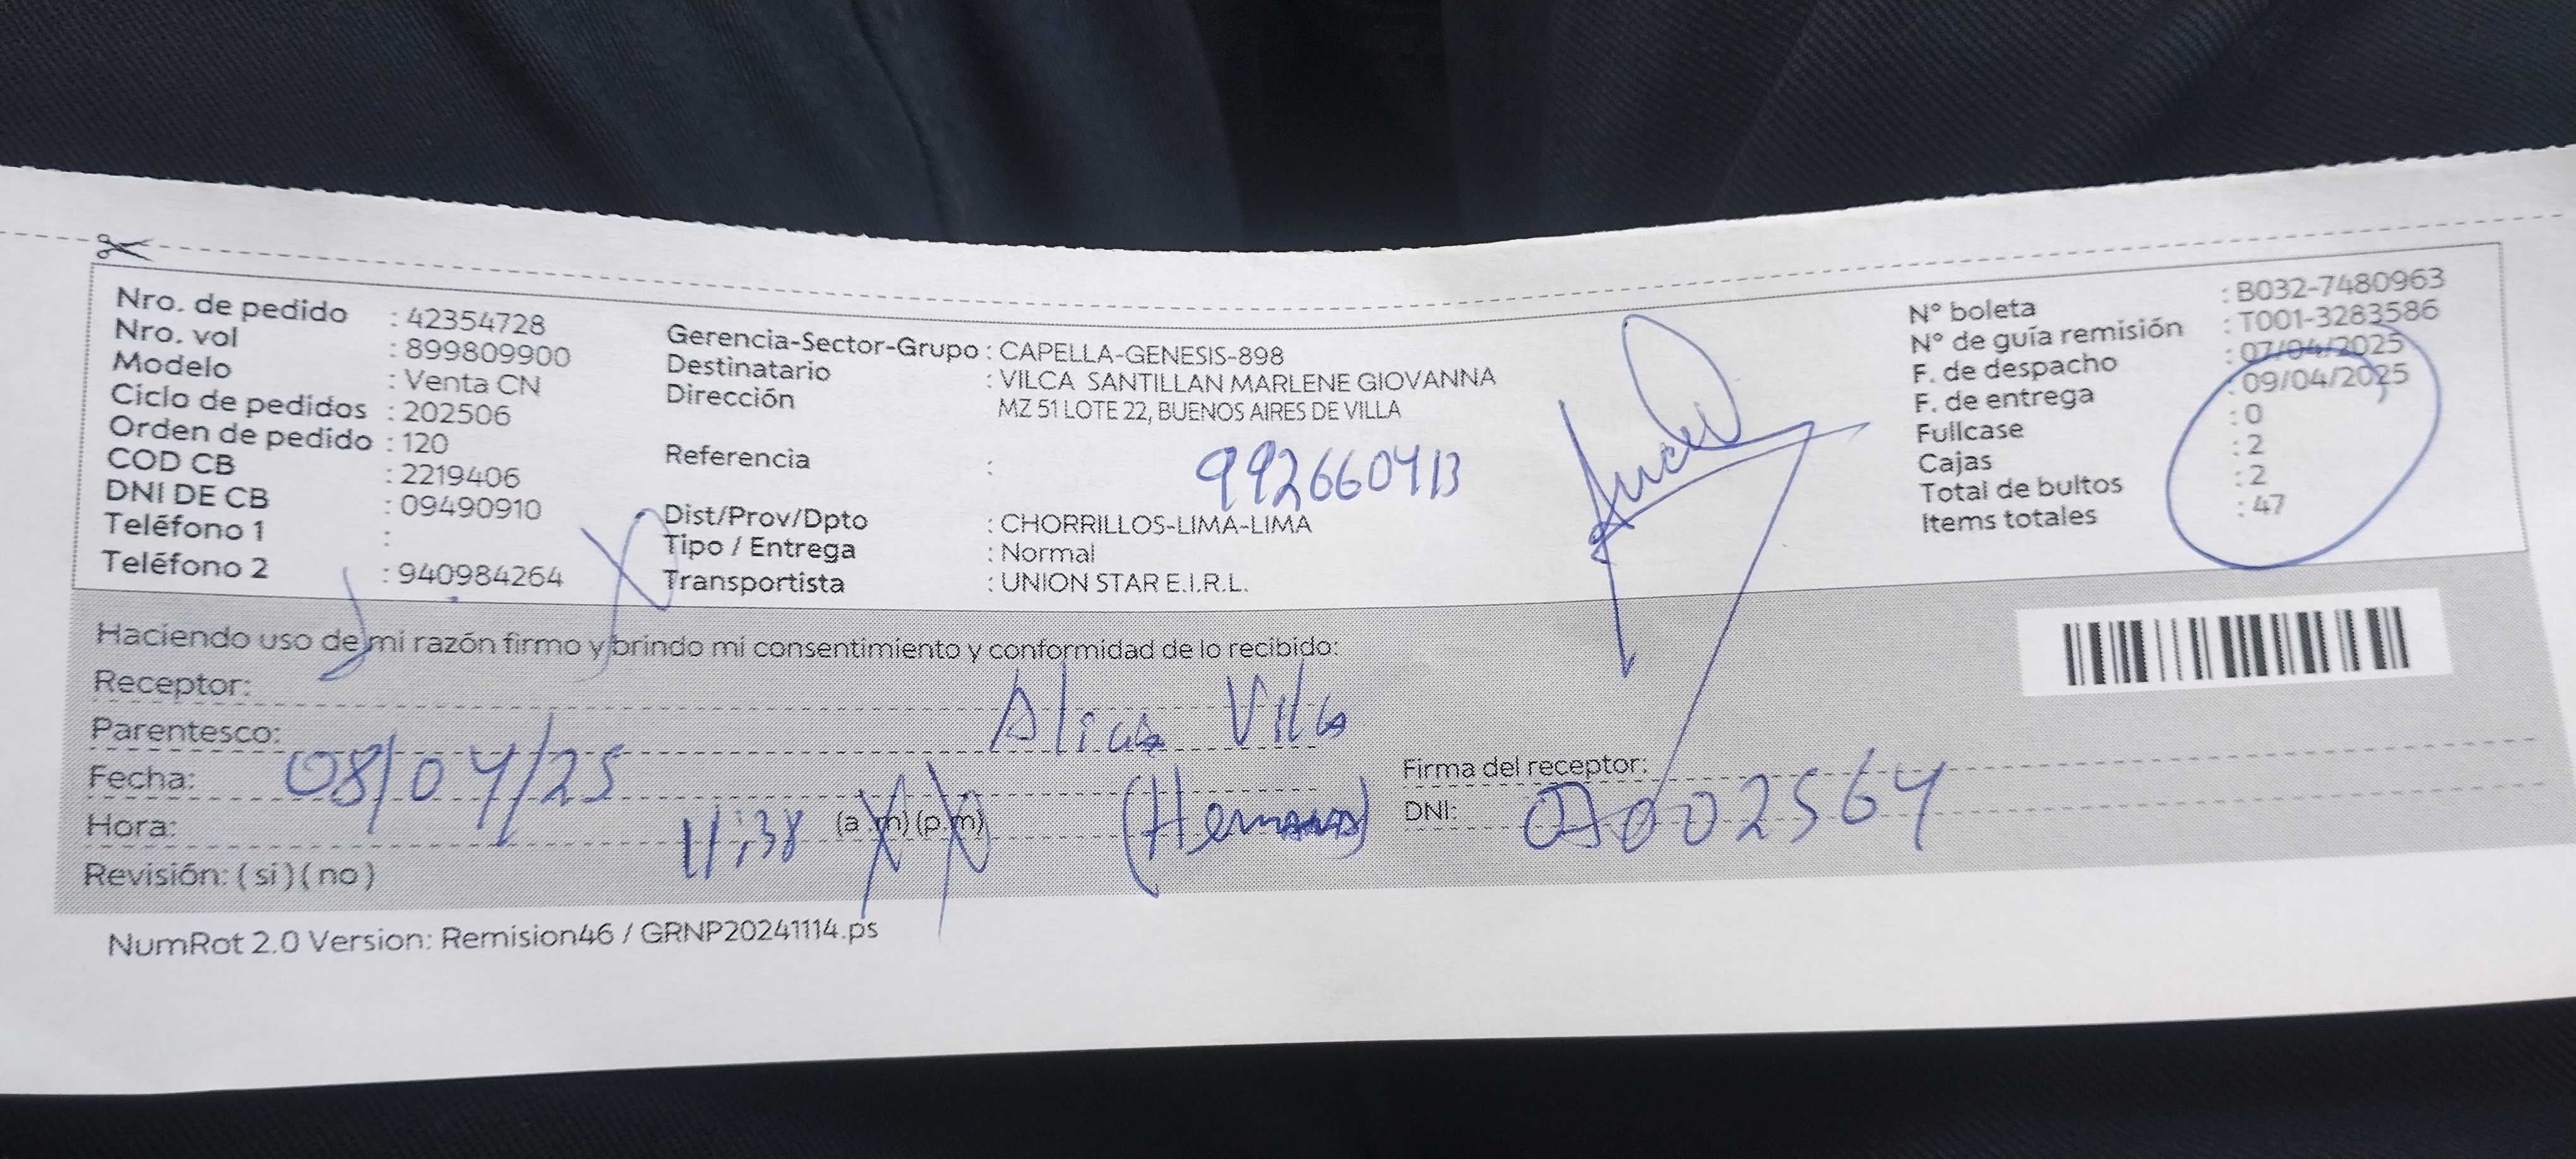 Nro. de pedido : 42354728
Nro. vol : 899809900
Modelo : Venta CN
Ciclo de pedidos : 202506
Orden de pedido : 120
COD CB : 2219406
DNI DE CB : 09490910
Teléfono 1 :
Teléfono 2 : 940984264
Gerencia-Sector-Grupo : CAPELLA-GENESIS-898
Destinatario : VILCA SANTILLAN MARLENE GIOVANNA
Dirección MZ 51 LOTE 22, BUENOS AIRES DE VILLA
Referencia :
992660413
Dist/Prov/Dpto : CHORRILLOS-LIMA-LIMA
Tipo / Entrega : Normal
Transportista : UNION STAR E.I.R.L.
N° boleta : B032-7480963
N° de guía remisión : T001-3283586
F. de despacho : 07/04/2025
F. de entrega : 09/04/2025
Fullcase : 0
Cajas : 2
Total de bultos : 2
Items totales : 47
Haciendo uso de mi razón firmo y brindo mi consentimiento y conformidad de lo recibido:
Receptor:
Parentesco: Alicia Vilca
Fecha: 08/04/25
Hora: 11:38 (a .m) (p.m) (Hermana)
Revisión: ( si ) ( no )
Firma del receptor:
DNI:
NumRot 2.0 Version: Remision46 / GRNP20241114.ps